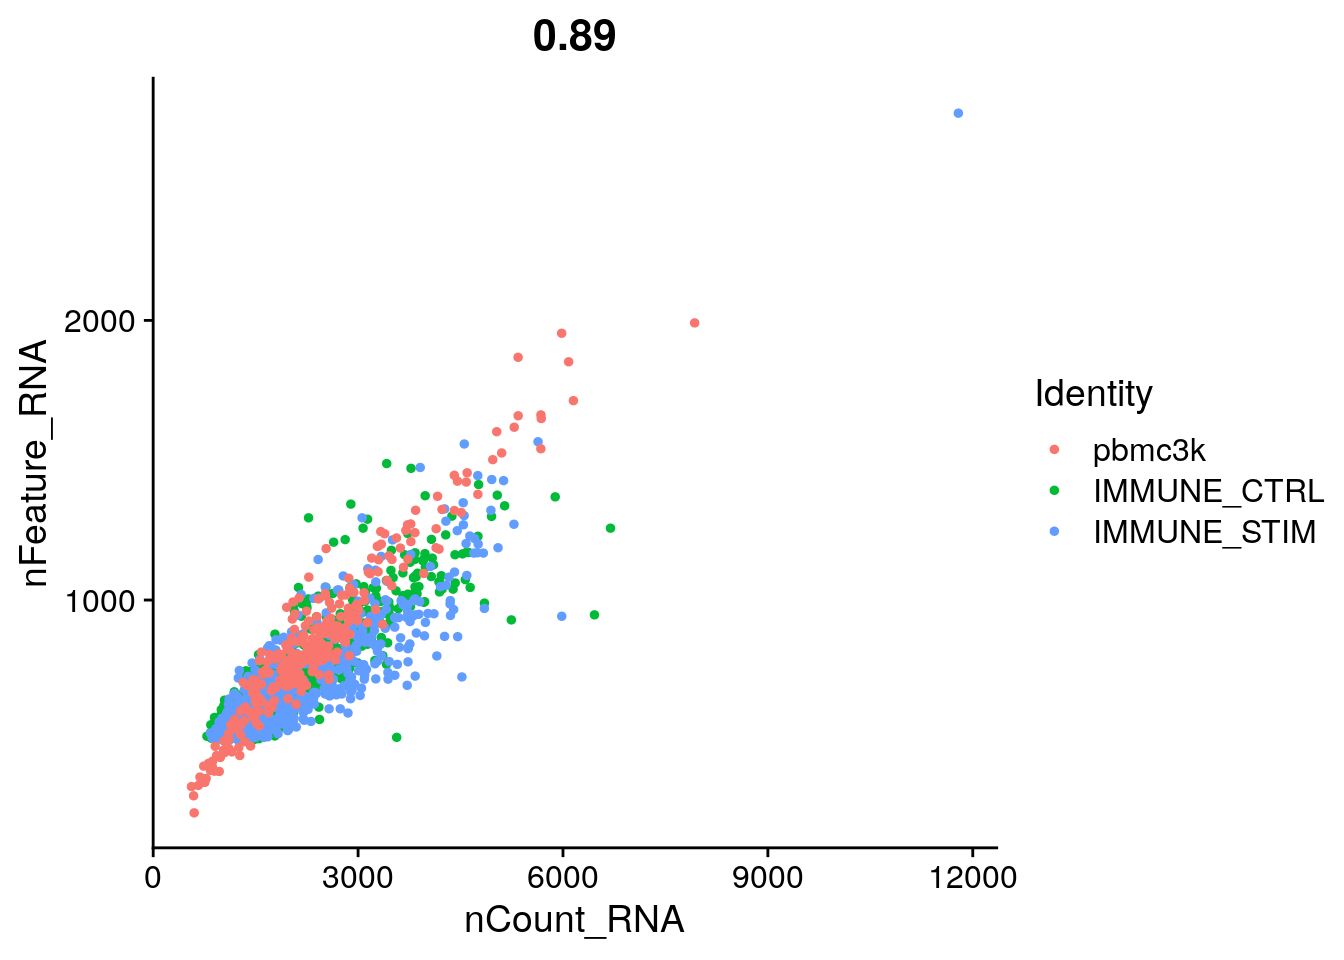 0.89
nFeature_RNA
2000
1000
0
3000
6000
9000
12000
nCount_RNA
Identity
pbmc3k
IMMUNE_CTRL
IMMUNE_STIM